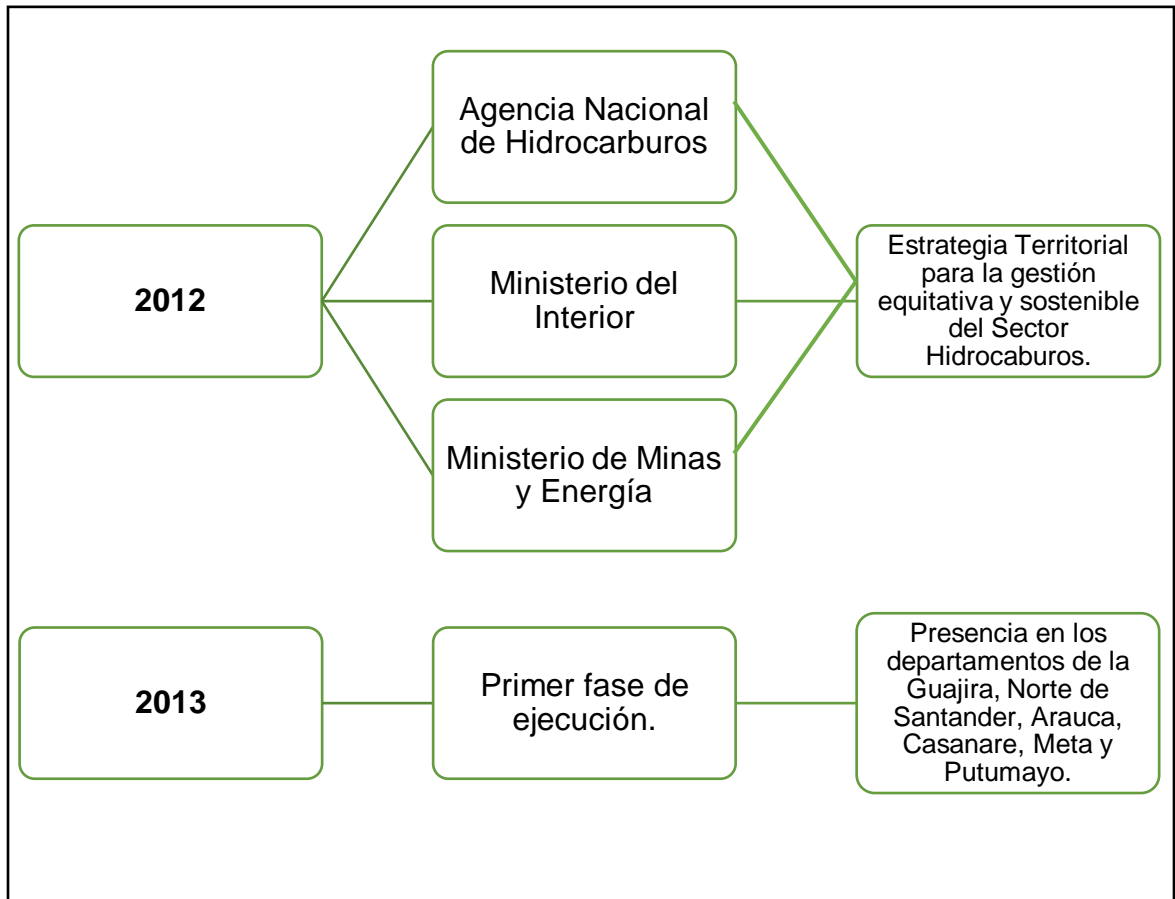 2012
Agencia Nacional
de Hidrocarburos
Ministerio del
Interior
Ministerio de Minas
y Energía
Estrategia Territorial
para la gestión
equitativa y sostenible
del Sector
Hidrocaburos.
2013
Primer fase de
ejecución.
Presencia en los
departamentos de la
Guajira, Norte de
Santander, Arauca,
Casanare, Meta y
Putumayo.